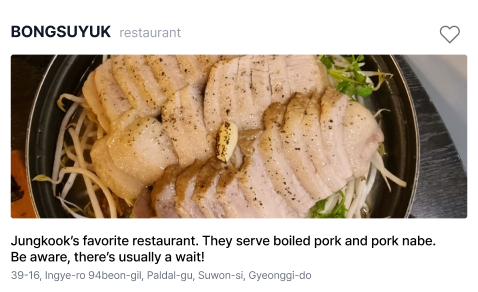 BONGSUYUK restaurant
Jungkook’s favorite restaurant. They serve boiled pork and pork nabe.
Be aware, there’s usually a wait!
39-16, Ingye-ro 94beon-gil, Paldal-gu, Suwon-si, Gyeonggi-do